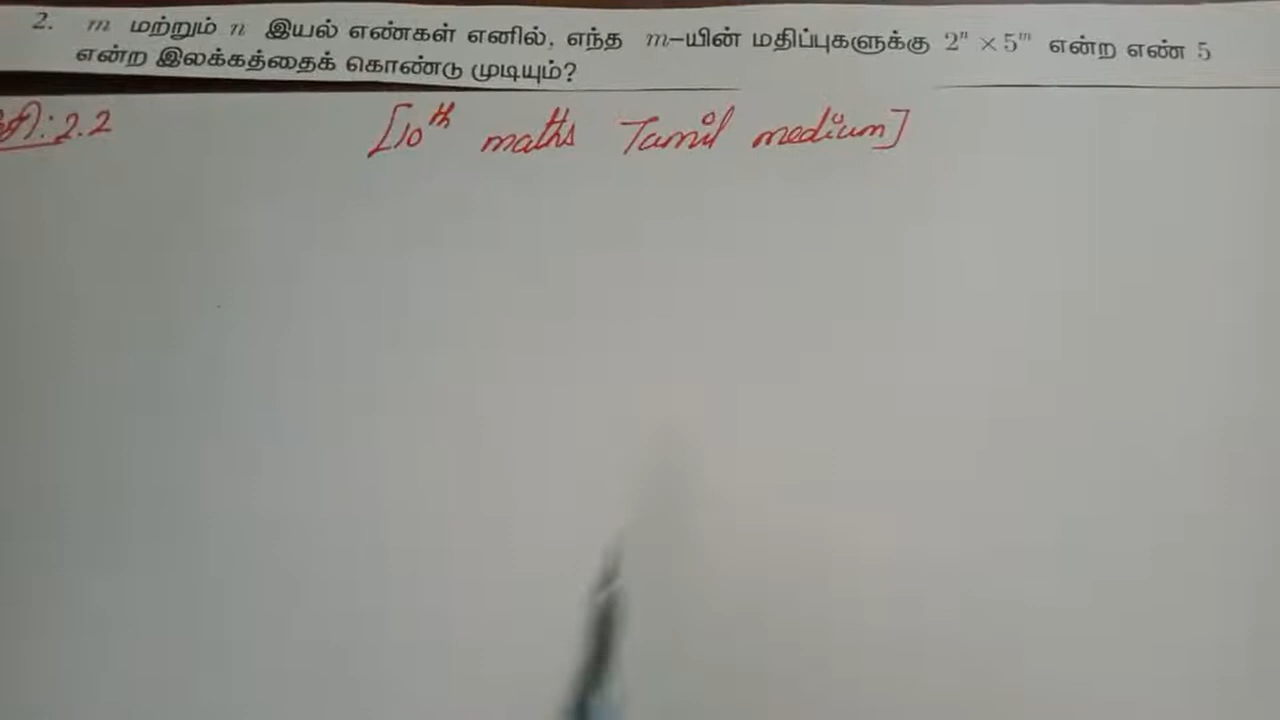 2. m மற்றும் n இயல் எண்கள் எனில், எந்த m-யின் மதிப்புகளுக்கு 2ⁿ × 5ᵐ என்ற எண் 5
என்ற இலக்கத்தைக் கொண்டு முடியும்?
: 2.2 [10th maths Tamil medium]